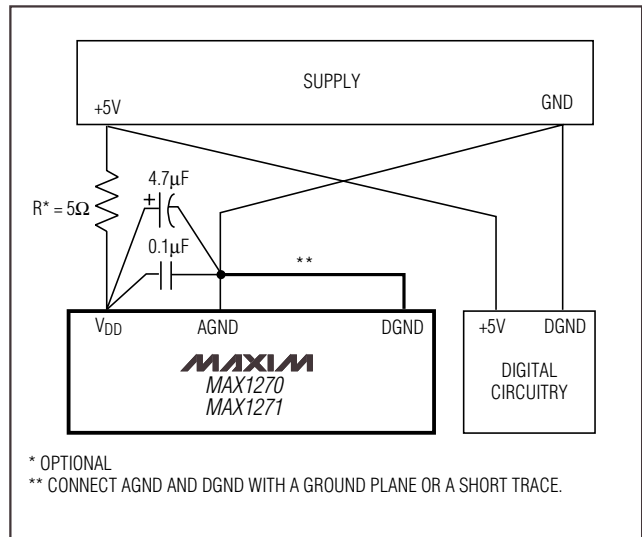 SUPPLY
+5V GND
4.7µF
+
R* = 5Ω
0.1µF
**
VDD AGND DGND
+5V DGND
MAXIM
MAX1270
MAX1271
DIGITAL
CIRCUITRY
* OPTIONAL
** CONNECT AGND AND DGND WITH A GROUND PLANE OR A SHORT TRACE.